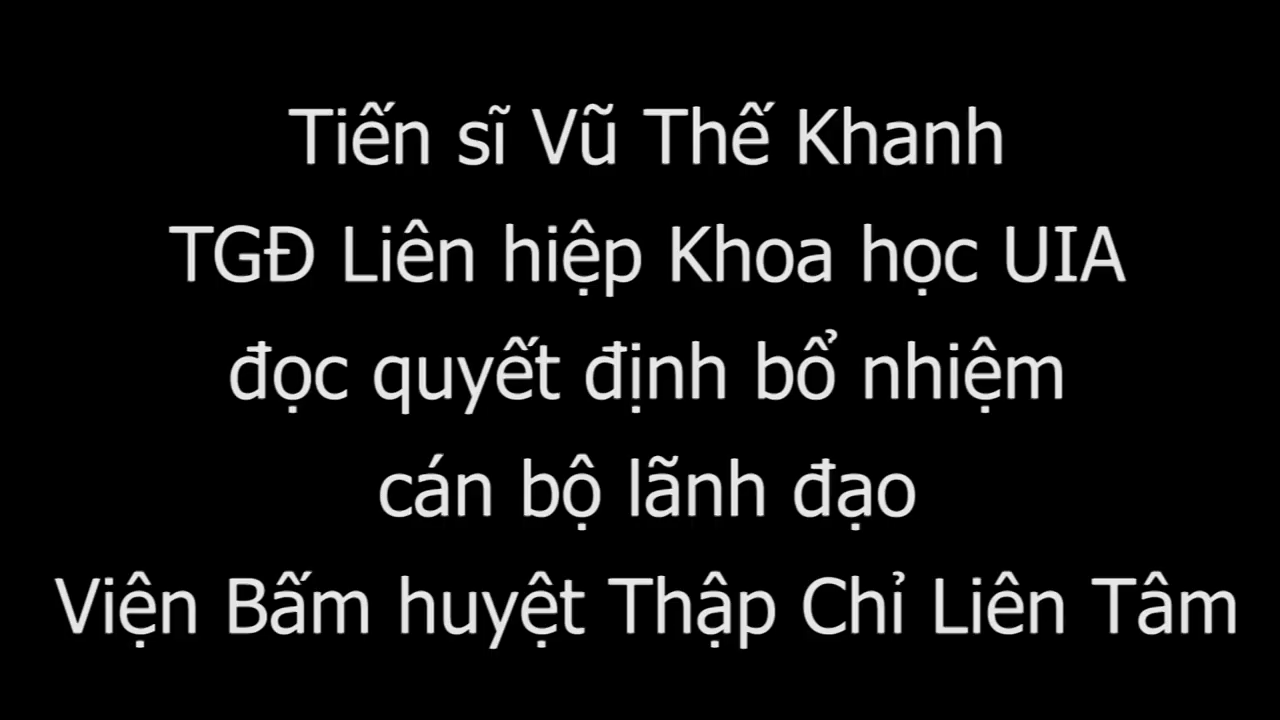 Tiến sĩ Vũ Thế Khanh
TGĐ Liên hiệp Khoa học UIA
đọc quyết định bổ nhiệm
cán bộ lãnh đạo
Viện Bấm huyệt Thập Chỉ Liên Tâm